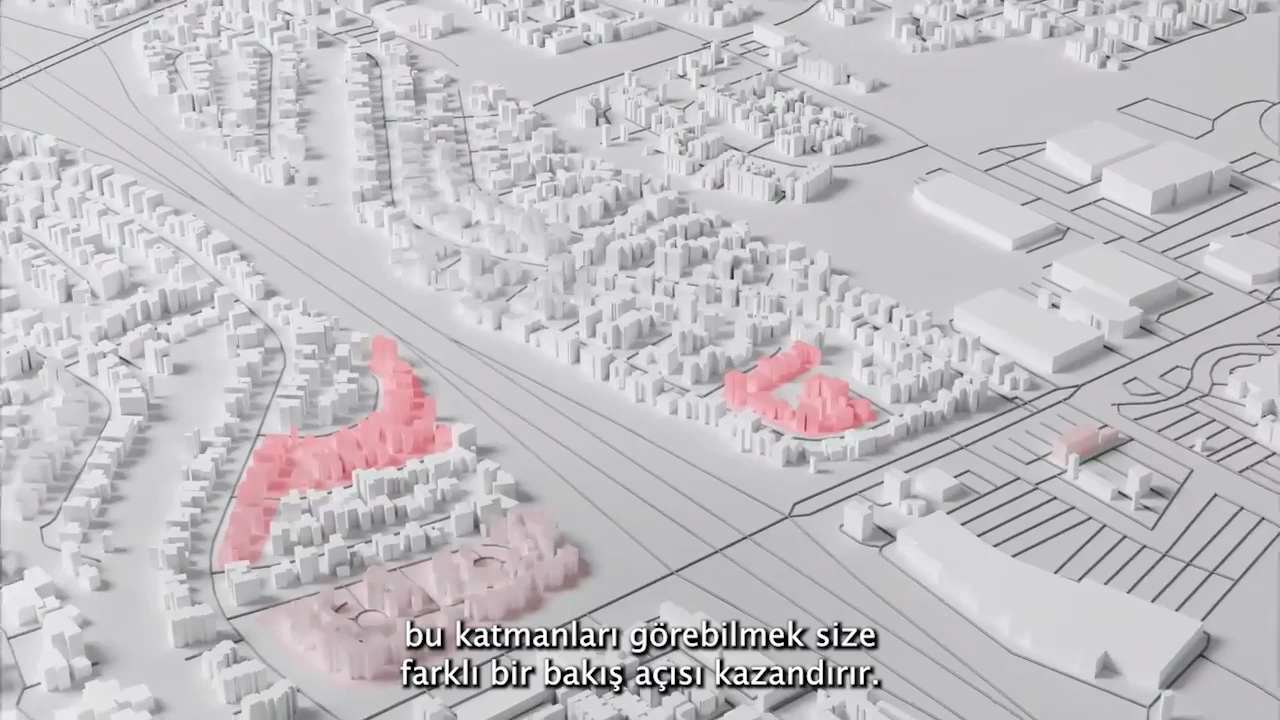 bu katmanları görebilmek size
farklı bir bakış açısı kazandırır.